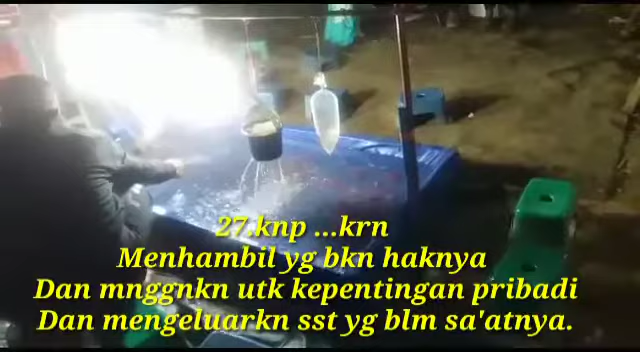 27.knp ...krn
Menhambil yg bkn haknya
Dan mnggnkn utk kepentingan pribadi
Dan mengeluarkn sst yg blm sa'atnya.